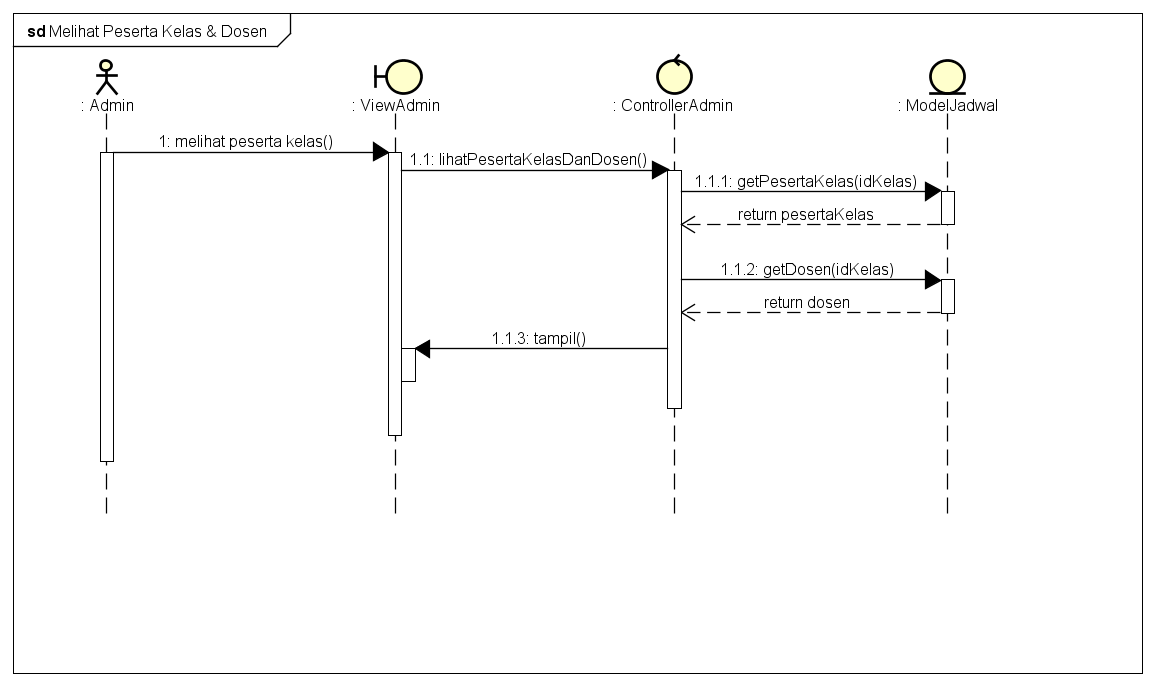 sd Melihat Peserta Kelas & Dosen
: Admin
: ViewAdmin
: ControllerAdmin
: ModelJadwal
1: melihat peserta kelas()
1.1: lihatPesertaKelasDanDosen()
1.1.1: getPesertaKelas(idKelas)
return pesertaKelas
1.1.2: getDosen(idKelas)
return dosen
1.1.3: tampil()